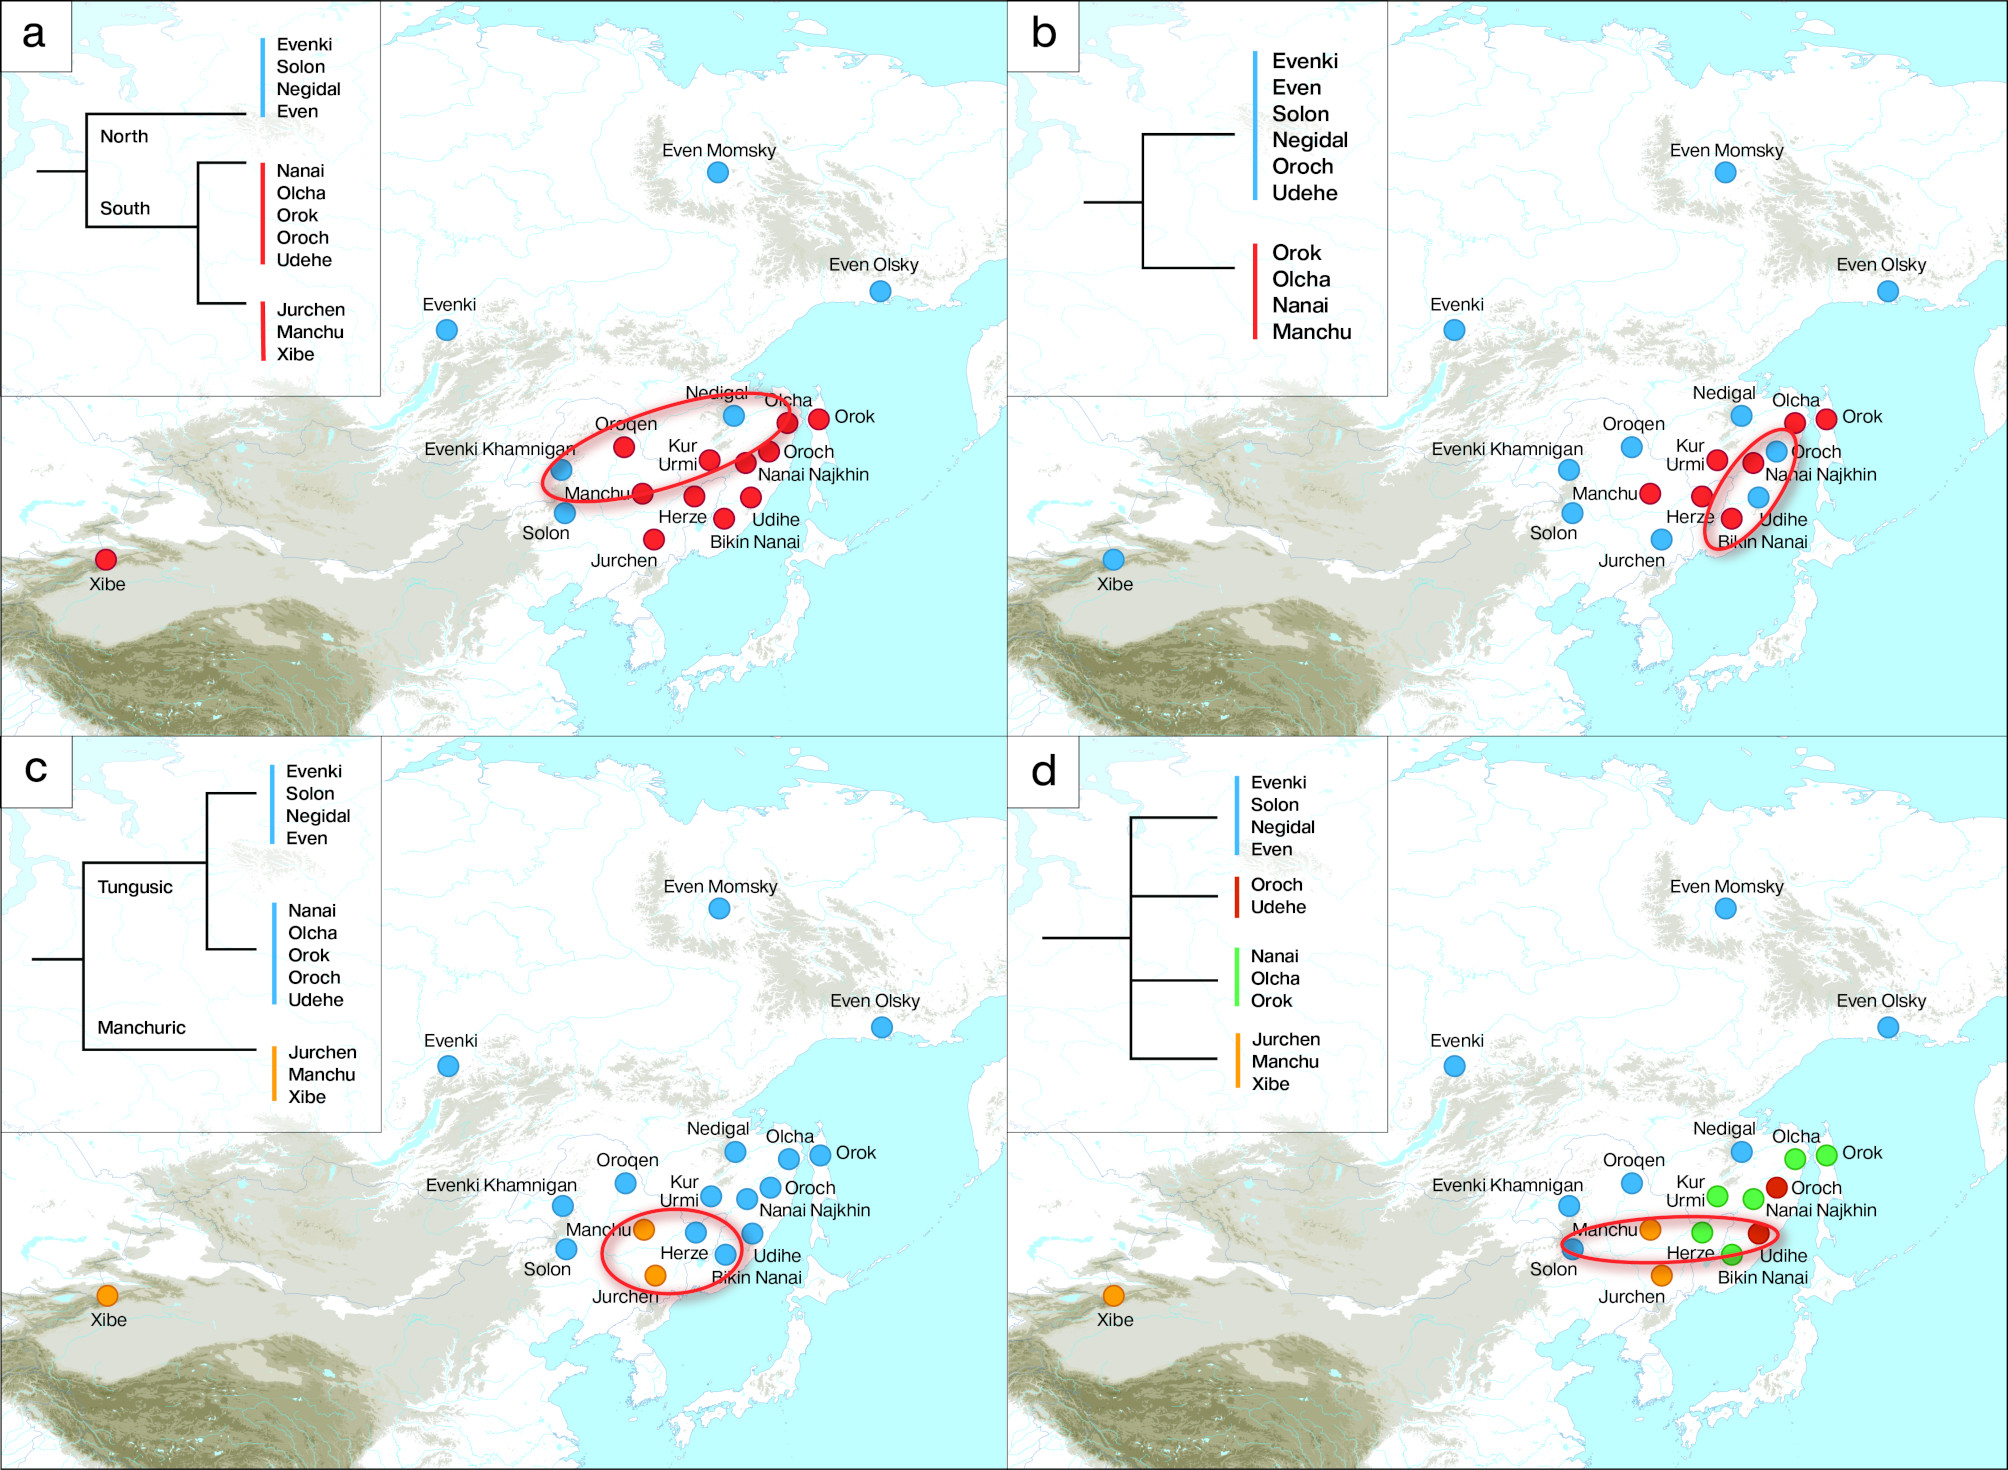 a
Evenki
Solon
Negidal
Even
North
Nanai
Olcha
Orok
Oroch
Udehe
South
Jurchen
Manchu
Xibe
Even Momsky
Even Olsky
Evenki
Nedigal
Olcha
Orok
Oroqen
Kur
Urmi
Oroch
Evenki Khamnigan
Nanai Najkhin
Manchu
Herze
Udihe
Solon
Bikin Nanai
Jurchen
Xibe
b
Evenki
Even
Solon
Negidal
Oroch
Udehe
Orok
Olcha
Nanai
Manchu
Even Momsky
Even Olsky
Evenki
Nedigal
Olcha
Orok
Oroqen
Kur
Urmi
Oroch
Evenki Khamnigan
Nanai Najkhin
Manchu
Herze
Udihe
Solon
Bikin Nanai
Jurchen
Xibe
c
Evenki
Solon
Negidal
Even
Tungusic
Nanai
Olcha
Orok
Oroch
Udehe
Manchuric
Jurchen
Manchu
Xibe
Even Momsky
Even Olsky
Evenki
Nedigal
Olcha
Orok
Oroqen
Kur
Urmi
Oroch
Evenki Khamnigan
Nanai Najkhin
Manchu
Herze
Udihe
Solon
Bikin Nanai
Jurchen
Xibe
d
Evenki
Solon
Negidal
Even
Oroch
Udehe
Nanai
Olcha
Orok
Jurchen
Manchu
Xibe
Even Momsky
Even Olsky
Evenki
Nedigal
Olcha
Orok
Oroqen
Kur
Urmi
Oroch
Evenki Khamnigan
Nanai Najkhin
Manchu
Herze
Udihe
Solon
Bikin Nanai
Jurchen
Xibe